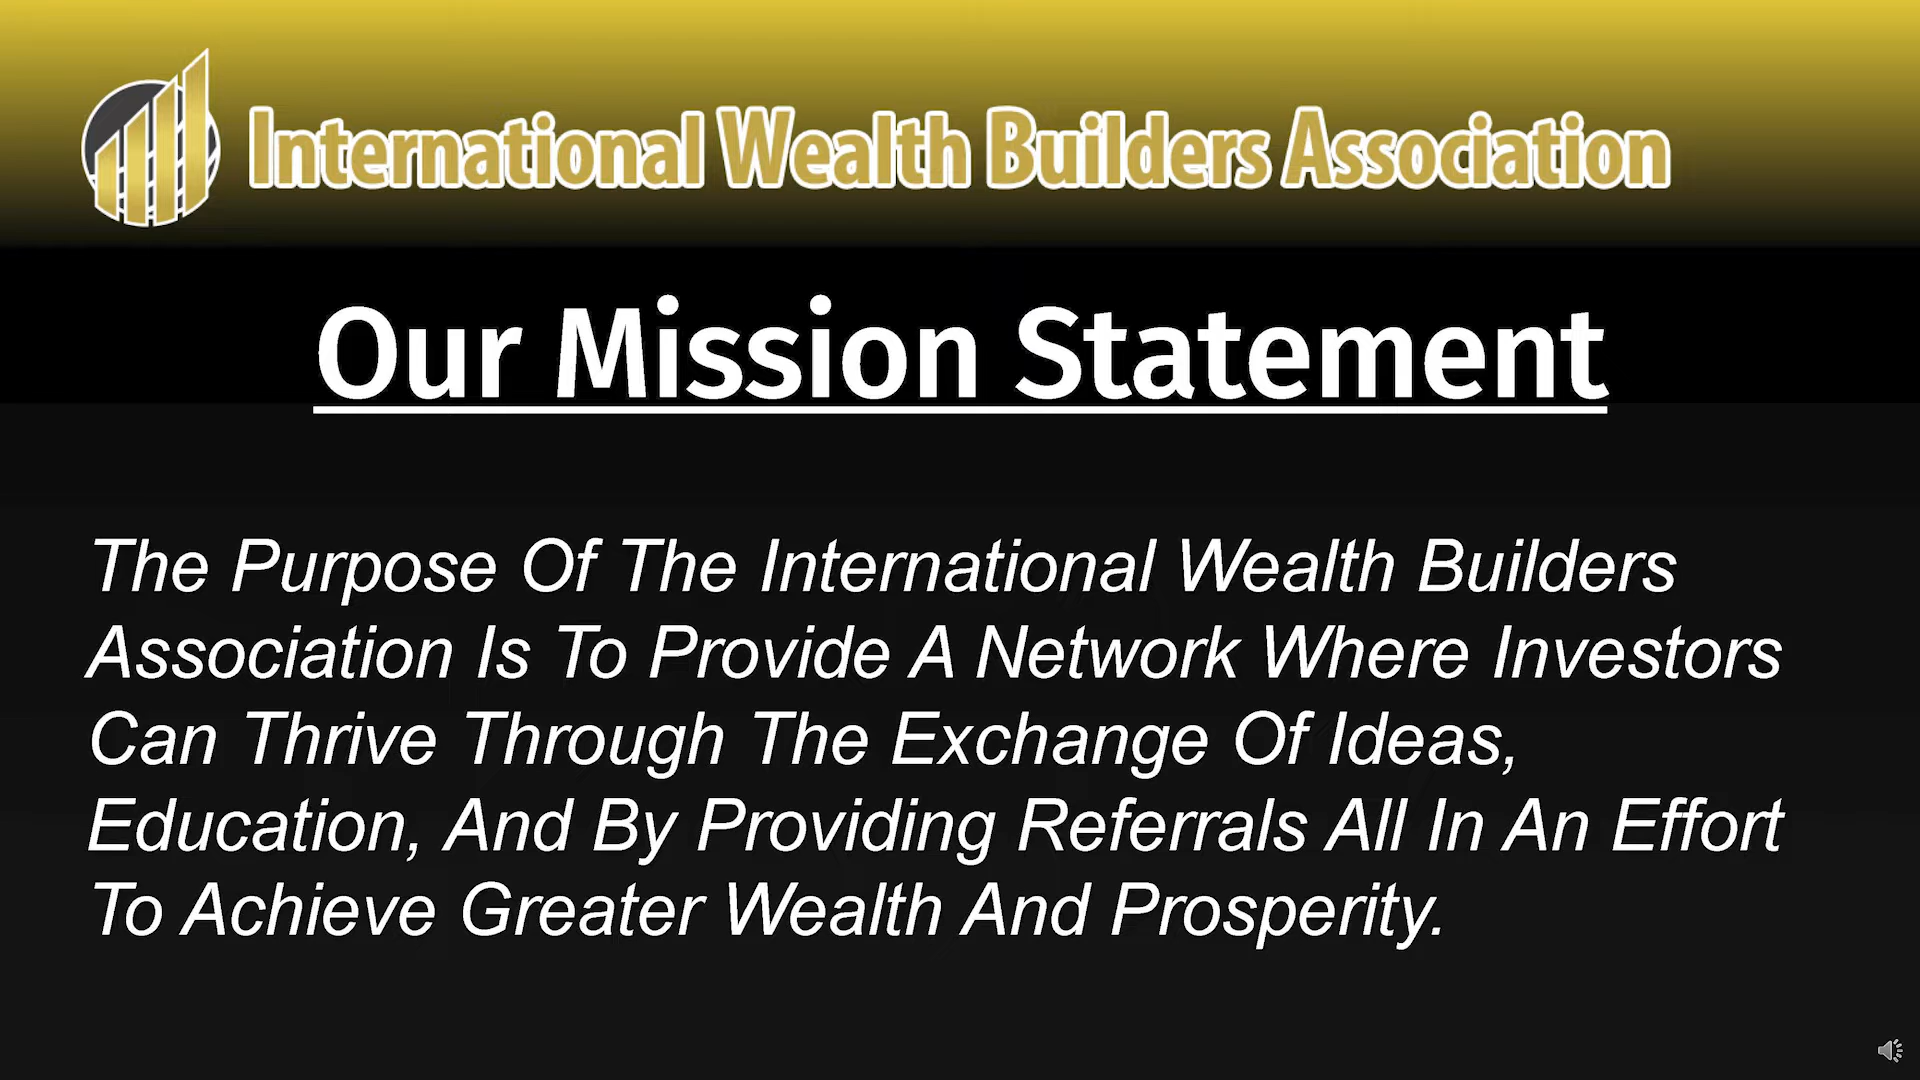 International Wealth Builders Association
Our Mission Statement
The Purpose Of The International Wealth Builders
Association Is To Provide A Network Where Investors
Can Thrive Through The Exchange Of Ideas,
Education, And By Providing Referrals All In An Effort
To Achieve Greater Wealth And Prosperity.